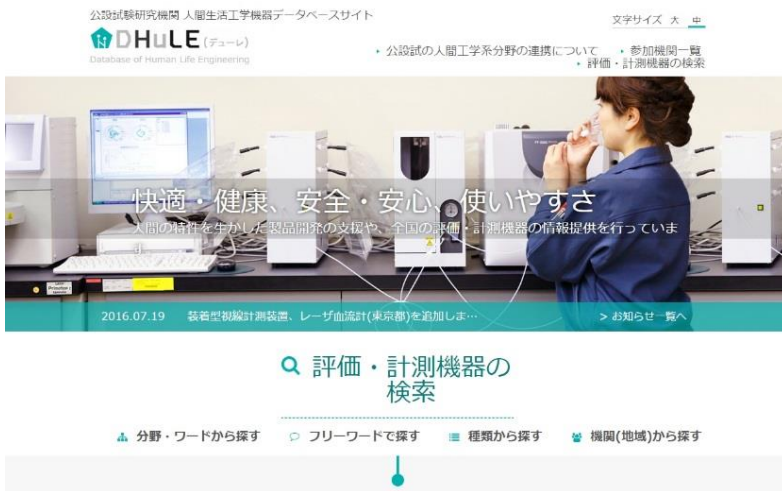 公設試験研究機関 人間生活工学機器データベースサイト
文字サイズ 大 中
DHuLE (デューレ)
Database of Human Life Engineering
・ 公設試の人間工学系分野の連携について ・ 参加機関一覧
・ 評価・計測機器の検索
快適・健康、安全・安心、使いやすさ
人間の特性を生かした製品開発の支援や、全国の評価・計測機器の情報提供を行っていま
2016.07.19 装着型視線計測装置、レーザ血流計(東京都)を追加しま…
> お知らせ一覧へ
評価・計測機器の
検索
分野・ワードから探す
フリーワードで探す
種類から探す
機関(地域)から探す